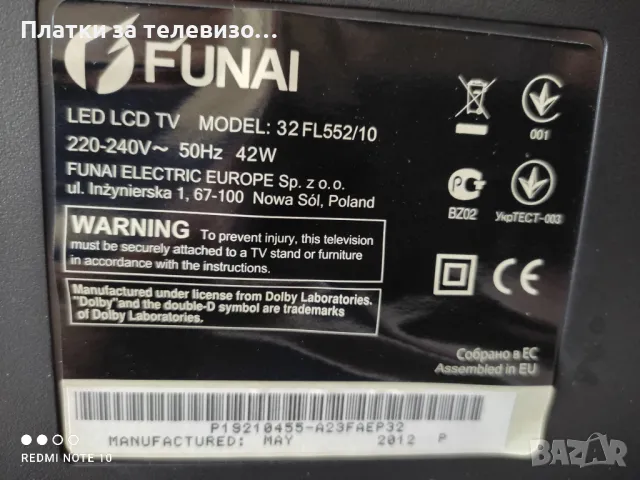 Платки за телевизо...
FUNAI
LED LCD TV MODEL: 32FL552/10
220-240V~ 50Hz 42W
FUNAI ELECTRIC EUROPE Sp. z o.o.
ul. Inżynierska 1, 67-100 Nowa Sól, Poland
001
BZ02
УкрТЕСТ-003
WARNING To prevent injury, this television
must be securely attached to a TV stand or furniture
in accordance with the instructions.
Manufactured under license from Dolby Laboratories.
"Dolby" and the double-D symbol are trademarks
of Dolby Laboratories.
CE
Собрано в ЕС
Assembled in EU
P19210455-A23FAEP32
MANUFACTURED: MAY 2012 P
REDMI NOTE 10
BAZAR